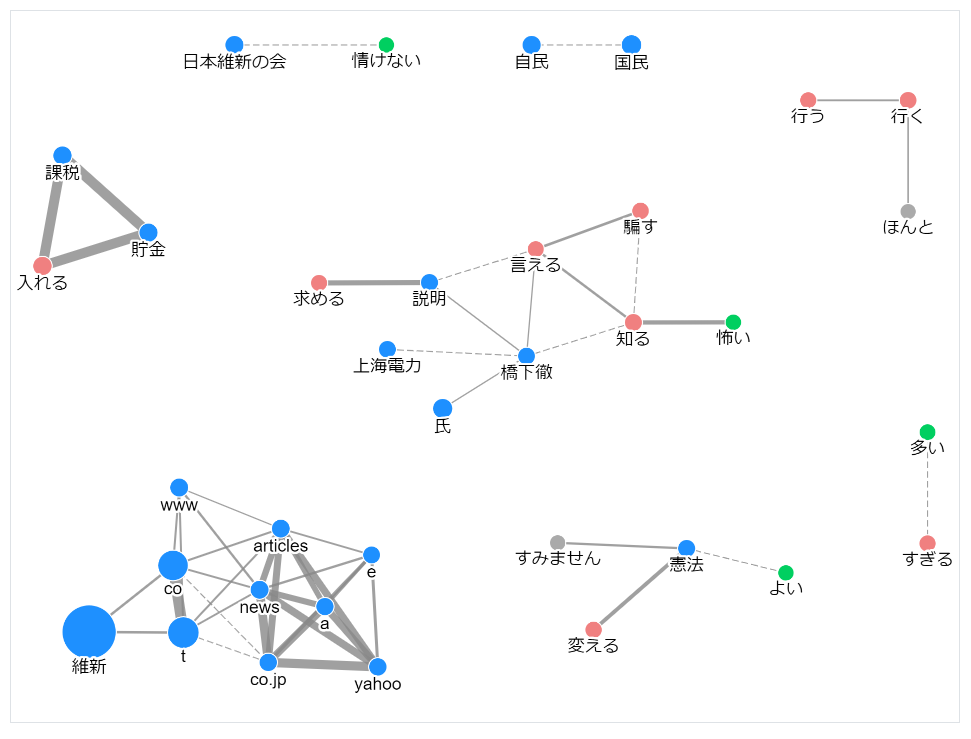 日本維新の会
情けない
自民
国民
行う
行く
課税
ほんと
騙す
貯金
言える
入れる
求める
説明
知る
怖い
上海電力
橋下徹
氏
多い
www
articles
すみません
憲法
すぎる
e
co
よい
news
a
変える
維新
t
co.jp
yahoo